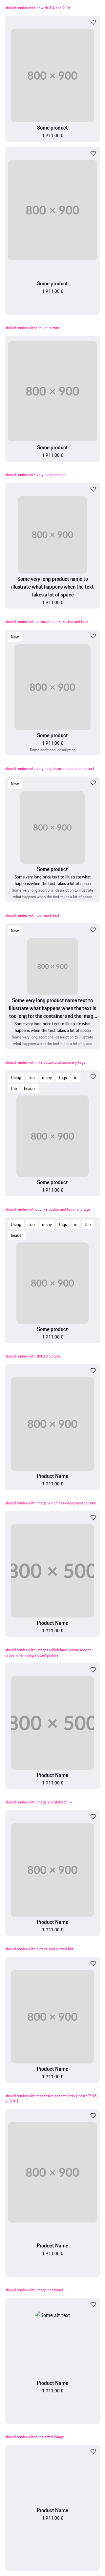 should render default with 3:4 and 9:16
800 × 900
Some product
1.911,00 €
800 × 900
Some product
1.911,00 €
should render without like button
800 × 900
Some product
1.911,00 €
should render with very long heading
800 × 900
Some very long product name to
illustrate what happens when the text
takes a lot of space
1.911,00 €
should render with description, likeButton and tags
New
800 × 900
Some product
1.911,00 €
Some additional description
should render with very long description and price text
New
800 × 900
Some product
Some very long price text to illustrate what
happens when the text takes a lot of space
Some very long additional description to illustrate
what happens when the text takes a lot of space
should render with too much text
New
800 × 900
Some very long product name text to
illustrate what happens when the text is
too long for the container and the imag...
Some very long price text to illustrate what
happens when the text takes a lot of space
Some very long additional description to illustrate
what happens when the text takes a lot of space
should render with like button and too many tags
Using too many tags in
the header
800 × 900
Some product
1.911,00 €
should render without like button and too many tags
Using too many tags in the
header
800 × 900
Some product
1.911,00 €
should render with slotted picture
800 × 900
Product Name
1.911,00 €
should render with image which has wrong aspect ratio
800 × 500
Product Name
1.911,00 €
should render with images which have wrong aspect-
ratios when using slotted picture
800 × 500
Product Name
1.911,00 €
should render with image and slotted link
800 × 900
Product Name
1.911,00 €
should render with picture and slotted link
800 × 900
Product Name
1.911,00 €
should render with responsive aspect-ratio { base: '9:16',
s: '3:4' }
800 × 900
Product Name
1.911,00 €
should render with image not found
Some alt text
Product Name
1.911,00 €
should render without slotted image
Product Name
1.911,00 €